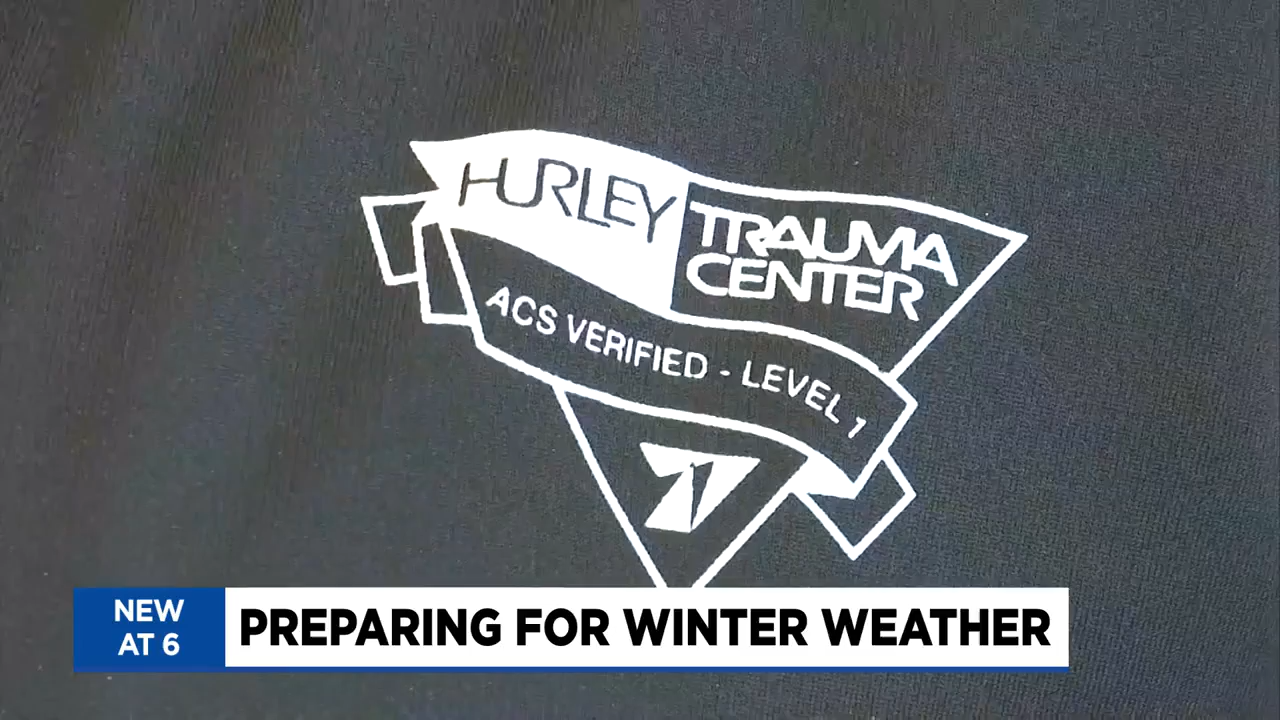 HURLEY
TRAUMA
CENTER
ACS VERIFIED - LEVEL 1
NEW
AT 6
PREPARING FOR WINTER WEATHER